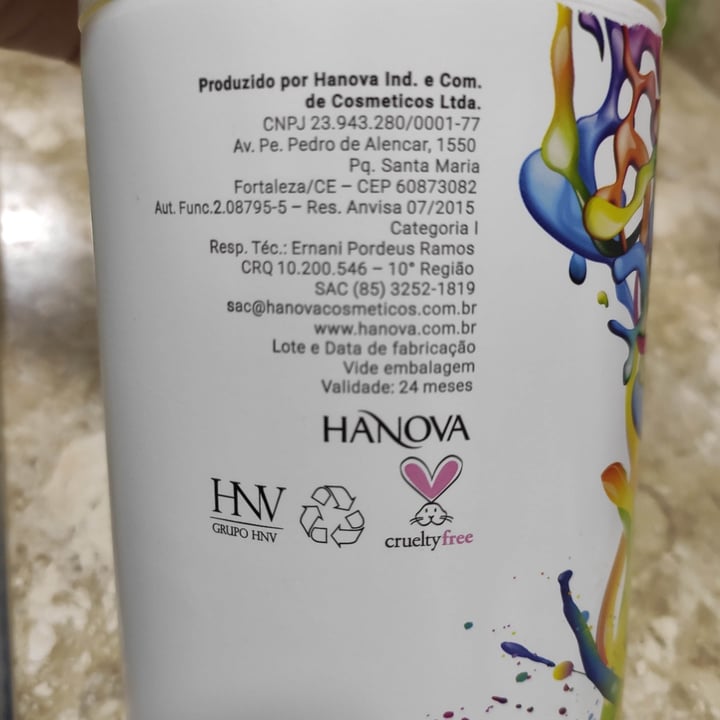 Produzido por Hanova Ind. e Com.
de Cosmeticos Ltda.
CNPJ 23.943.280/0001-77
Av. Pe. Pedro de Alencar, 1550
Pq. Santa Maria
Fortaleza/CE – CEP 60873082
Aut. Func.2.08795-5 – Res. Anvisa 07/2015
Categoria I
Resp. Téc.: Ernani Pordeus Ramos
CRQ 10.200.546 – 10° Região
SAC (85) 3252-1819
sac@hanovacosmeticos.com.br
www.hanova.com.br
Lote e Data de fabricação
Vide embalagem
Validade: 24 meses
HANOVA
HNV
GRUPO HNV
crueltyfree